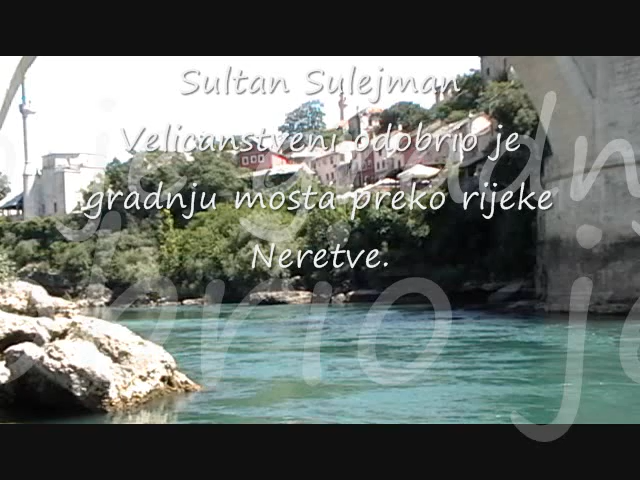 Sultan Sulejman
Velicanstveni odobrio je
gradnju mosta preko rijeke
Neretve.